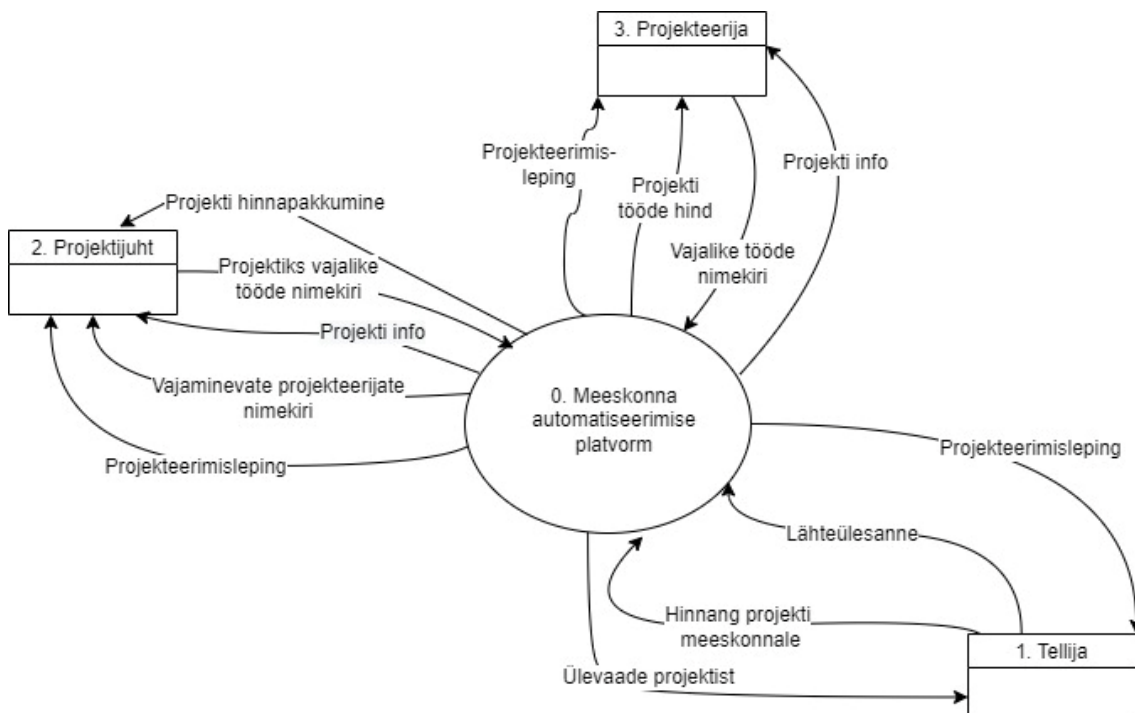 3. Projekteerija
Projekteerimis-
leping
Projekti
tööde hind
Projekti info
Vajalike tööde
nimekiri
Projekti hinnapakkumine
2. Projektijuht
Projektiks vajalike
tööde nimekiri
Projekti info
Vajaminevate projekteerijate
nimekiri
Projekteerimisleping
0. Meeskonna
automatiseerimise
platvorm
Projekteerimisleping
Lähteülesanne
Hinnang projekti
meeskonnale
1. Tellija
Ülevaade projektist